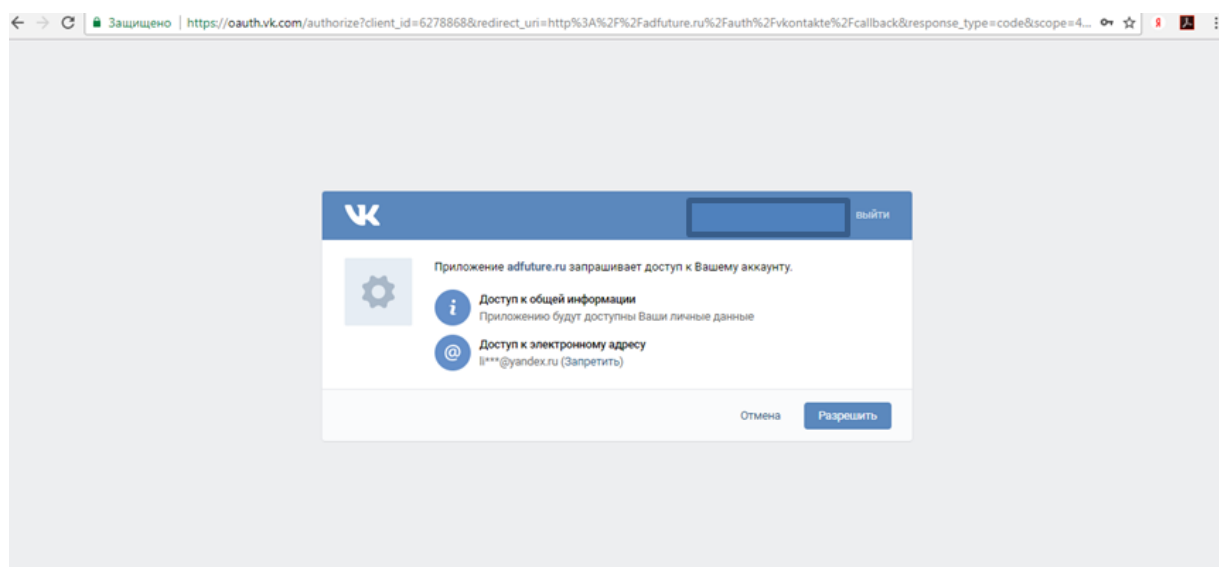 Защищено | https://oauth.vk.com/authorize?client_id=6278868&redirect_uri=http%3A%2F%2Fadfuture.ru%2Fauth%2Fvkontakte%2Fcallback&response_type=code&scope=4...
VK
выйти
Приложение adfuture.ru запрашивает доступ к Вашему аккаунту.
Доступ к общей информации
Приложению будут доступны Ваши личные данные
Доступ к электронному адресу
li***@yandex.ru (Запретить)
Отмена
Разрешить